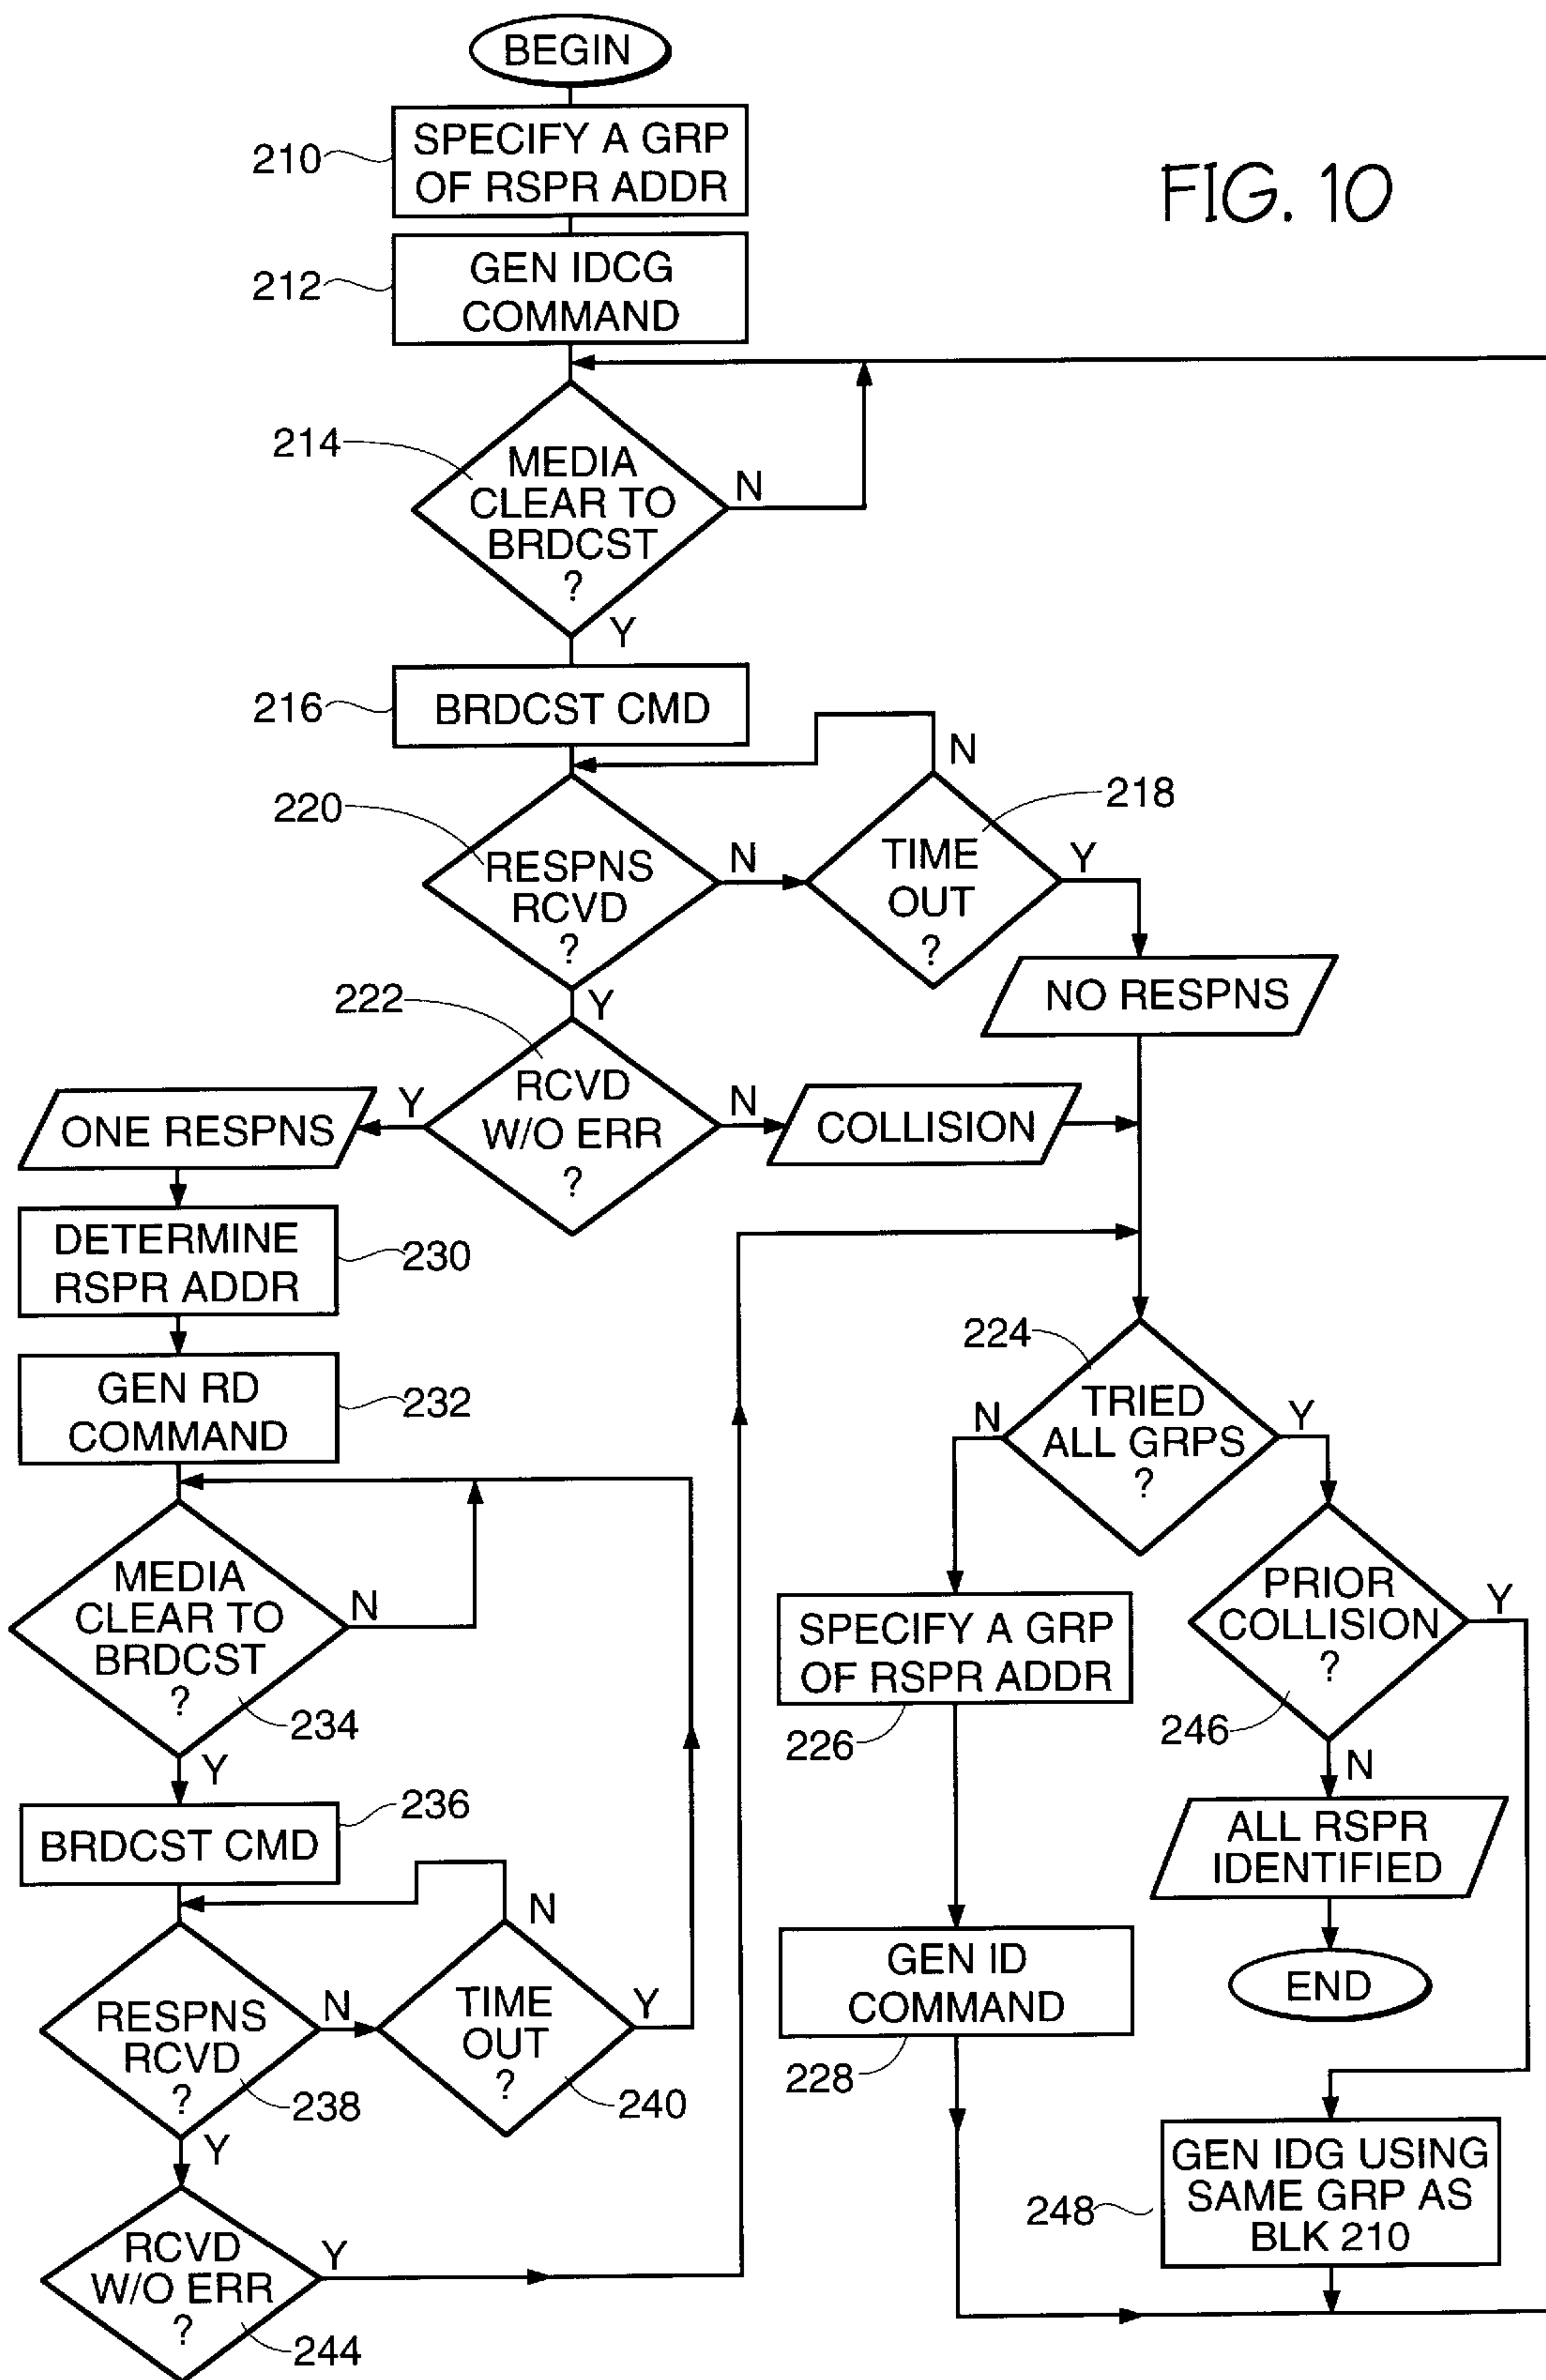 BEGIN
210
SPECIFY A GRP
OF RSPR ADDR
FIG. 10
212
GEN IDCG
COMMAND
214
MEDIA
CLEAR TO
BRDCST
?
N
Y
216
BRDCST CMD
N
218
220
RESPNS
RCVD
?
N
TIME
OUT
?
Y
Y
NO RESPNS
222
RCVD
W/O ERR
?
Y
N
ONE RESPNS
COLLISION
DETERMINE
RSPR ADDR
230
GEN RD
COMMAND
232
224
TRIED
ALL GRPS
?
N
Y
MEDIA
CLEAR TO
BRDCST
?
N
234
Y
SPECIFY A GRP
OF RSPR ADDR
226
PRIOR
COLLISION
?
Y
246
N
236
BRDCST CMD
ALL RSPR
IDENTIFIED
N
RESPNS
RCVD
?
N
238
TIME
OUT
?
Y
240
Y
GEN ID
COMMAND
228
END
RCVD
W/O ERR
?
Y
244
GEN IDG USING
SAME GRP AS
BLK 210
248